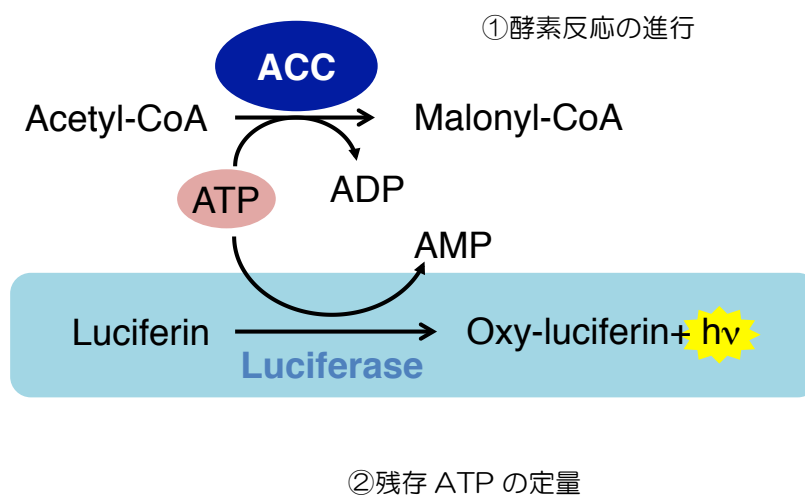 ①酵素反応の進行
ACC
Acetyl-CoA
Malonyl-CoA
ATP
ADP
AMP
Luciferin
Oxy-luciferin+ hν
Luciferase
②残存 ATP の定量